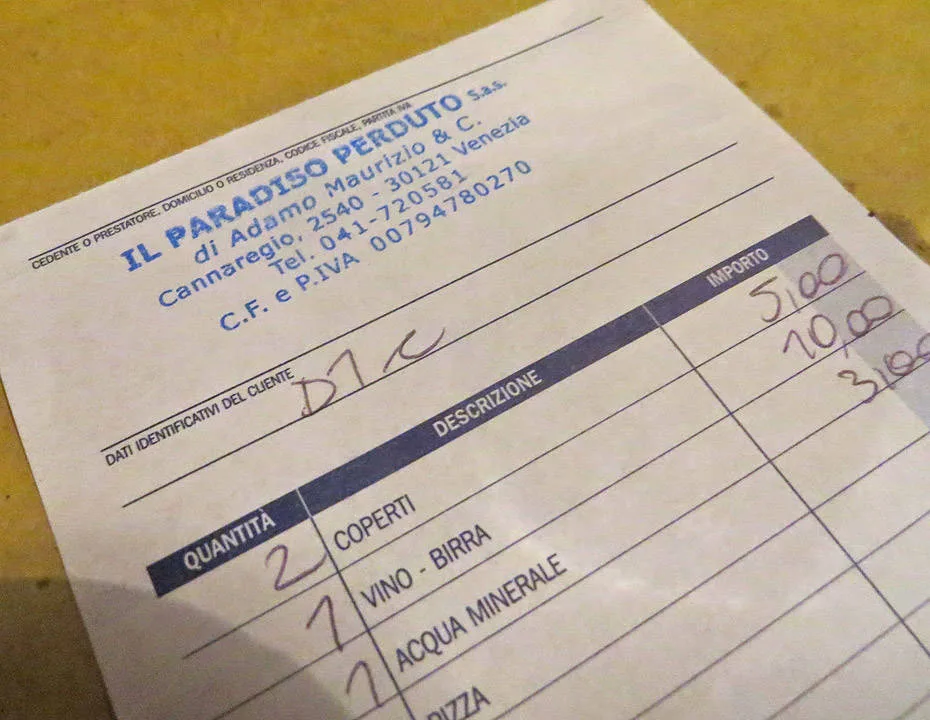 CEDENTE O PRESTATORE, DOMICILIO O RESIDENZA, CODICE FISCALE, PARTITA IVA
IL PARADISO PERDUTO s.a.s.
di Adamo Maurizio & C.
Cannaregio, 2540 - 30121 Venezia
Tel. 041-720581
C.F. e P.IVA 00794780270
DATI IDENTIFICATIVI DEL CLIENTE
QUANTITÀ DESCRIZIONE IMPORTO
2 COPERTI 5,00
1 VINO - BIRRA 10,00
1 ACQUA MINERALE 3,00
PIZZA